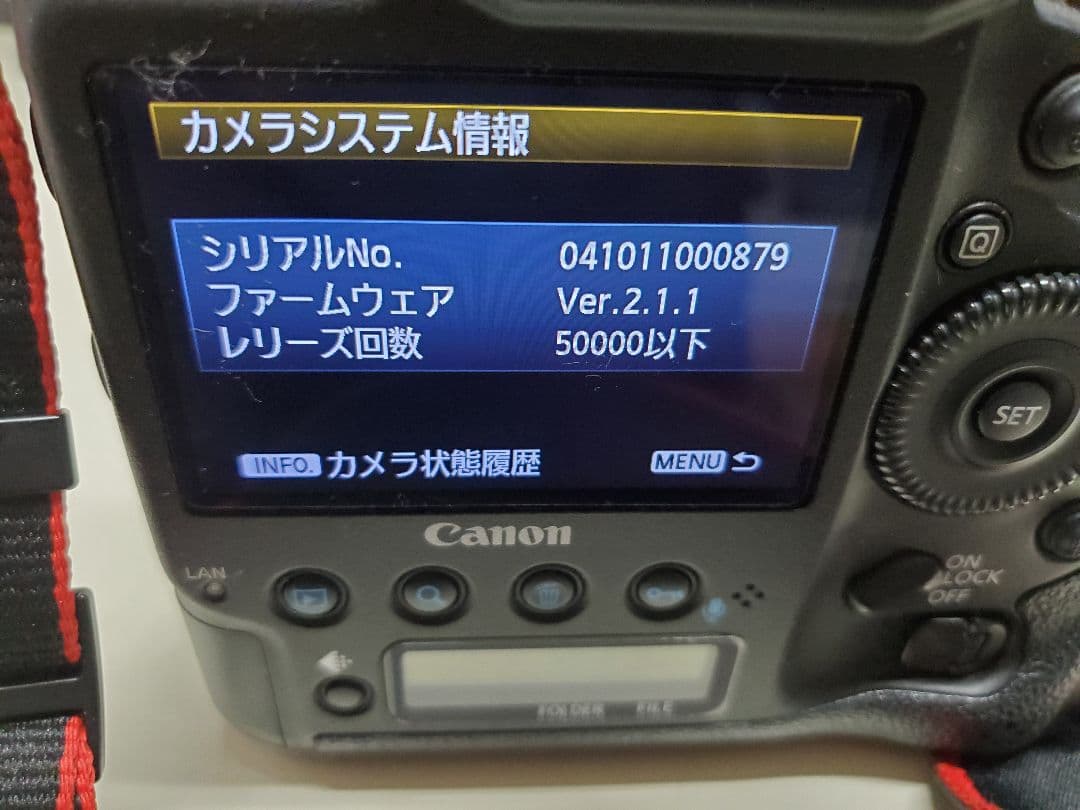 カメラシステム情報
シリアルNo. 041011000879
ファームウェア Ver.2.1.1
レリーズ回数 50000以下
INFO. カメラ状態履歴 MENU
Canon
Q
SET
LAN
ON
LOCK
OFF
FOLDER FILE